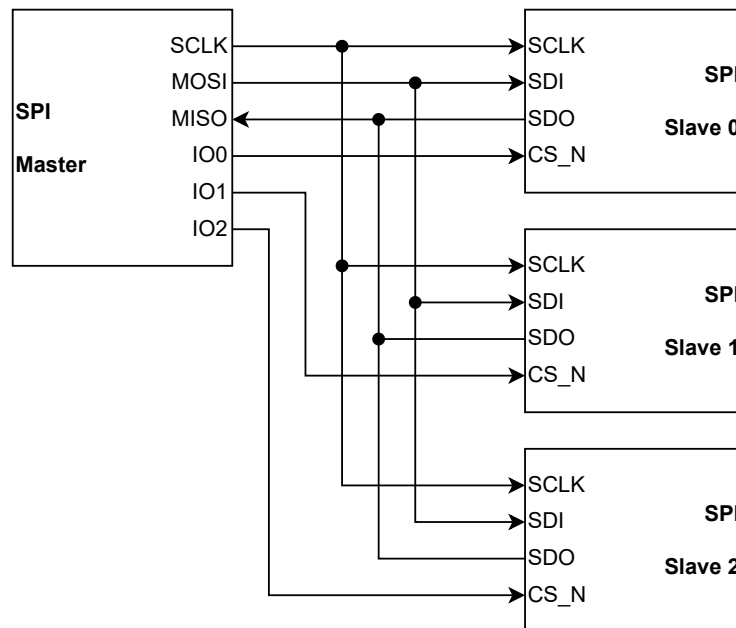 SPI
Master
SCLK
MOSI
MISO
IO0
IO1
IO2
SCLK
SDI
SDO
CS_N
SPI
Slave 0
SCLK
SDI
SDO
CS_N
SPI
Slave 1
SCLK
SDI
SDO
CS_N
SPI
Slave 2